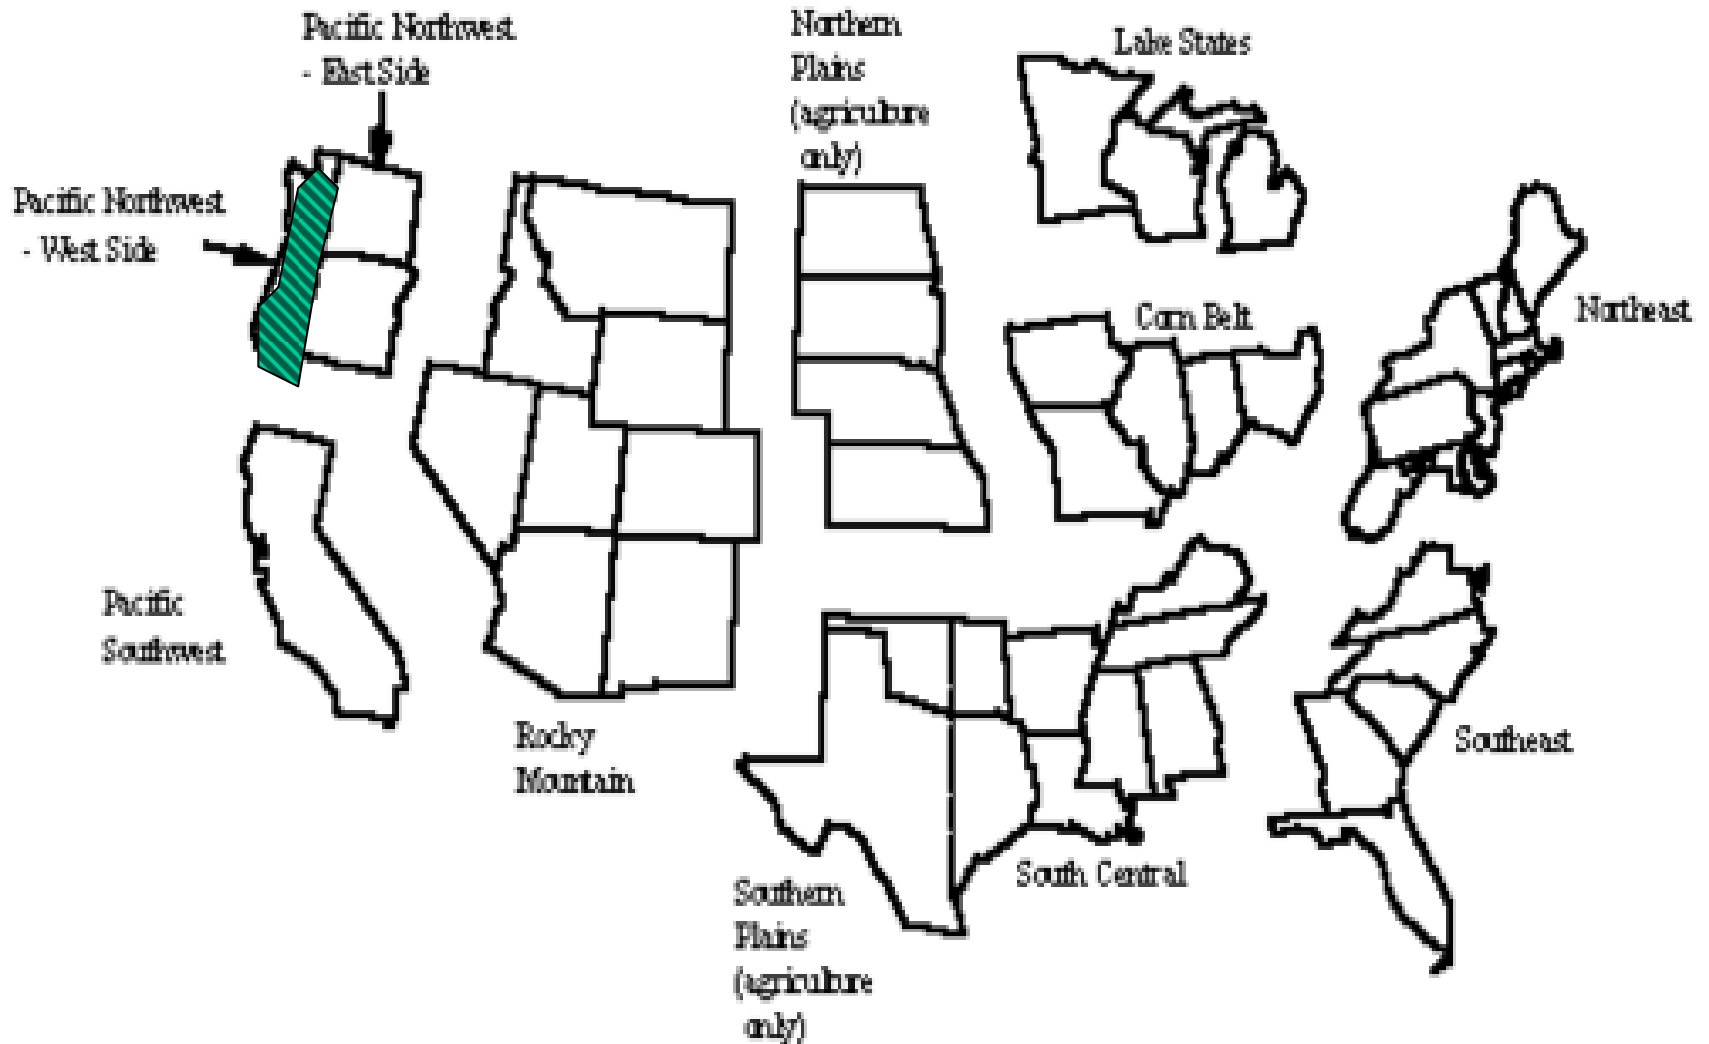 Pacific Northwest
- East Side
Northern
Plains
(agriculture
only)
Lake States
Pacific Northwest
- West Side
Northeast
Corn Belt
Pacific
Southwest
Rocky
Mountain
Southeast
South Central
Southern
Plains
(agriculture
only)